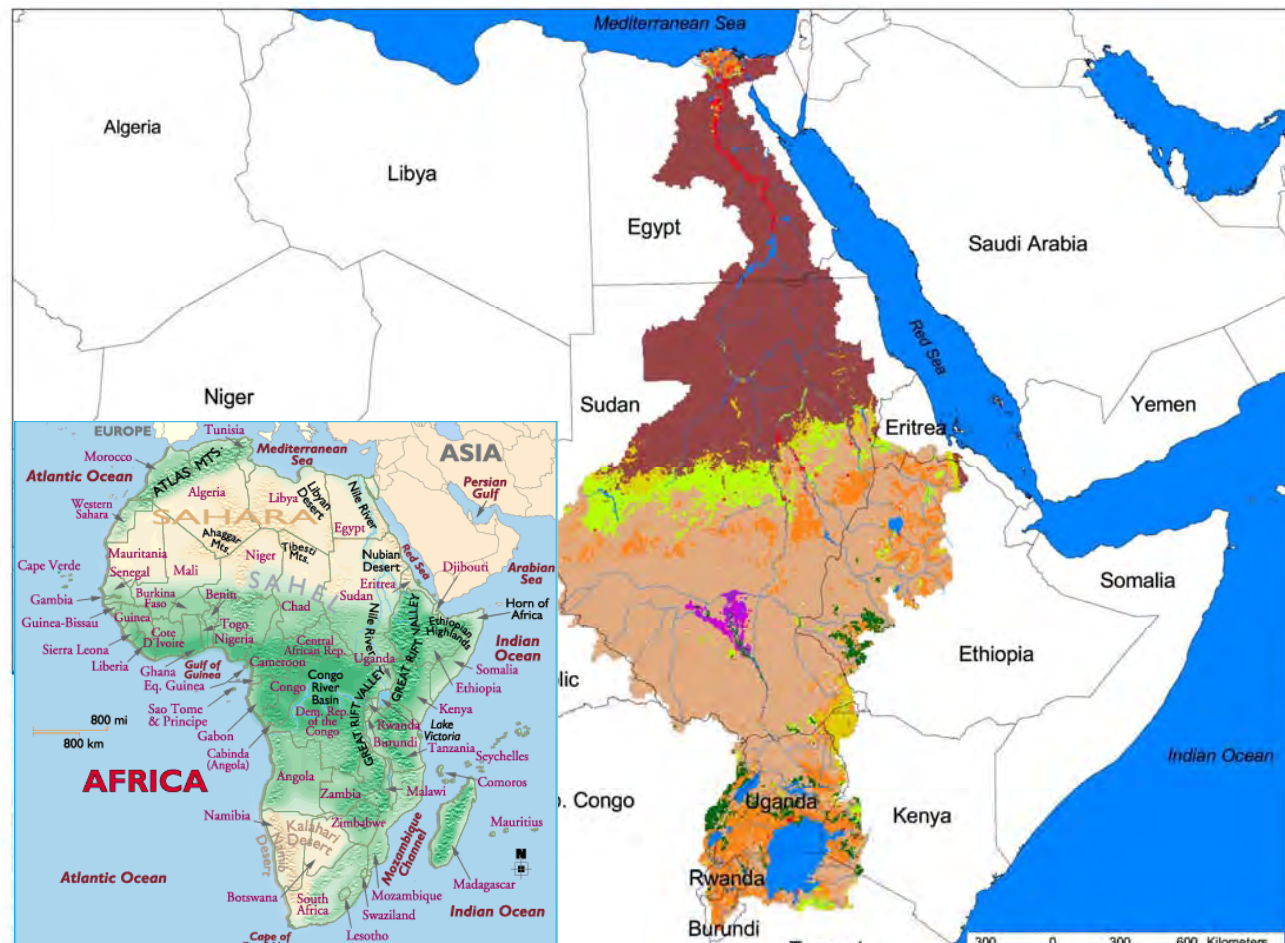 Mediterranean Sea
Algeria
Libya
Egypt
Saudi Arabia
Red Sea
Niger
Sudan
Eritrea
Yemen
Somalia
Ethiopia
Indian Ocean
Uganda
Kenya
Rwanda
Burundi
o. Congo
300 0 300 600 Kilometers
EUROPE
Tunisia
Mediterranean
Sea
ASIA
Morocco
ATLAS MTS.
Atlantic Ocean
Persian
Gulf
Western
Sahara
Algeria
Libya
Libyan
Desert
Nile River
Egypt
SAHARA
Ahaggar
Mts.
Tibesti
Mts.
Nubian
Desert
Red Sea
Mauritania
Mali
Niger
Cape Verde
Senegal
SAHEL
Sudan
Eritrea
Djibouti
Arabian
Sea
Gambia
Burkina
Faso
Benin
Chad
Nile River
Horn of
Africa
Guinea-Bissau
Guinea
Togo
Ethiopian
Highlands
Cote
D'Ivoire
Nigeria
Central
African Rep.
GREAT RIFT VALLEY
Indian
Ocean
Sierra Leona
Liberia
Ghana
Gulf of
Guinea
Cameroon
Uganda
Somalia
Eq. Guinea
Congo
Congo
River
Basin
GREAT RIFT VALLEY
Ethiopia
Sao Tome
& Principe
Dem. Rep.
of the
Congo
Kenya
Rwanda
Lake
Victoria
Gabon
Burundi
Tanzania
Seychelles
800 mi
800 km
Cabinda
(Angola)
AFRICA
Angola
Zambia
Malawi
Comoros
Namibia
Zimbabwe
Mauritius
Kalahari
Desert
Desert
Mozambique
Channel
N
Atlantic Ocean
Madagascar
Botswana
South
Africa
Mozambique
Swaziland
Indian Ocean
Lesotho
Cape of